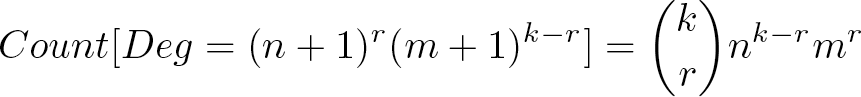 $Count[Deg = (n+1)^r(m+1)^{k-r}] = \binom{k}{r} n^{k-r} m^r$